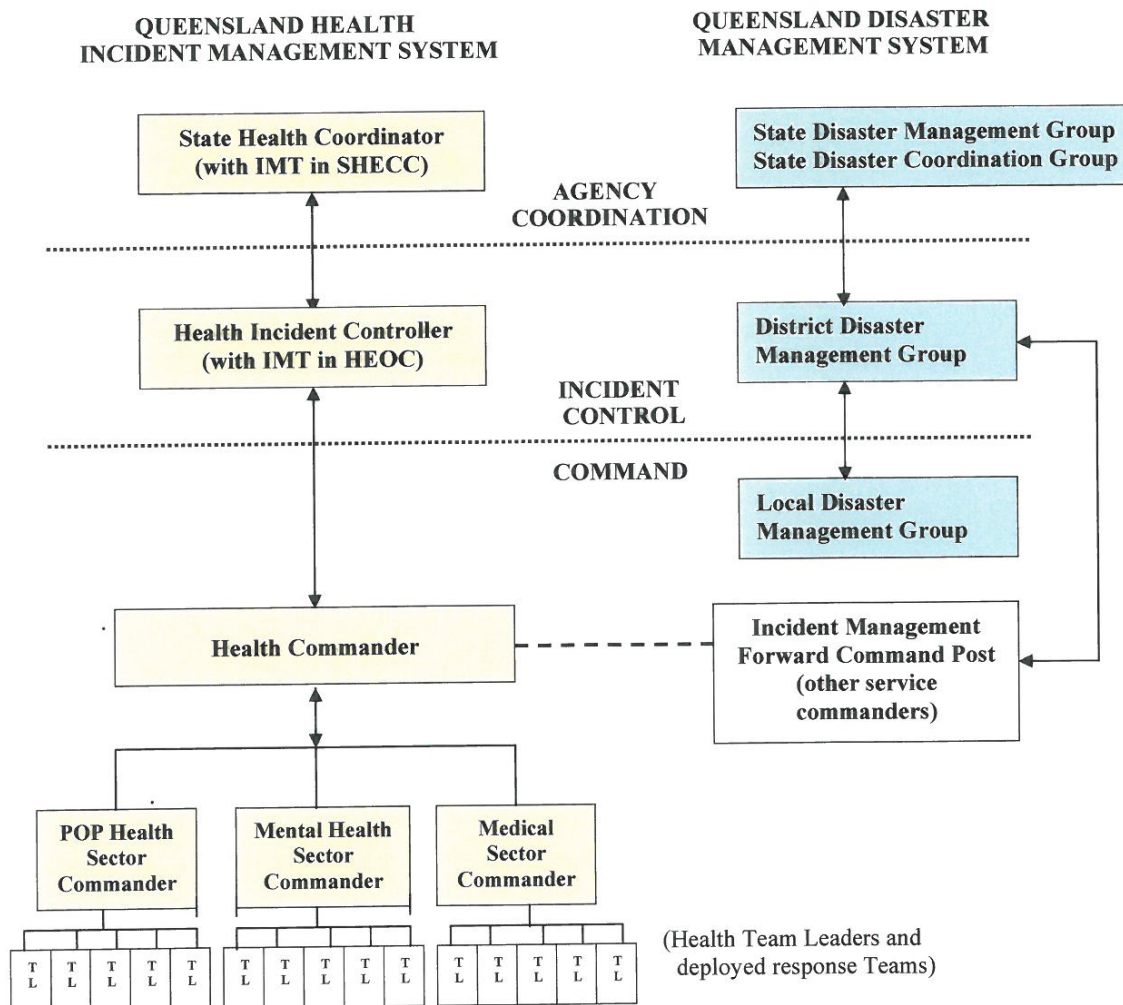 QUEENSLAND HEALTH
INCIDENT MANAGEMENT SYSTEM
QUEENSLAND DISASTER
MANAGEMENT SYSTEM
State Health Coordinator
(with IMT in SHECC)
State Disaster Management Group
State Disaster Coordination Group
AGENCY
COORDINATION
Health Incident Controller
(with IMT in HEOC)
District Disaster
Management Group
INCIDENT
CONTROL
COMMAND
Local Disaster
Management Group
Health Commander
Incident Management
Forward Command Post
(other service
commanders)
POP Health
Sector
Commander
Mental Health
Sector
Commander
Medical
Sector
Commander
T
L
T
L
T
L
T
L
T
L
T
L
T
L
T
L
T
L
T
L
T
L
T
L
T
L
T
L
T
L
(Health Team Leaders and
deployed response Teams)